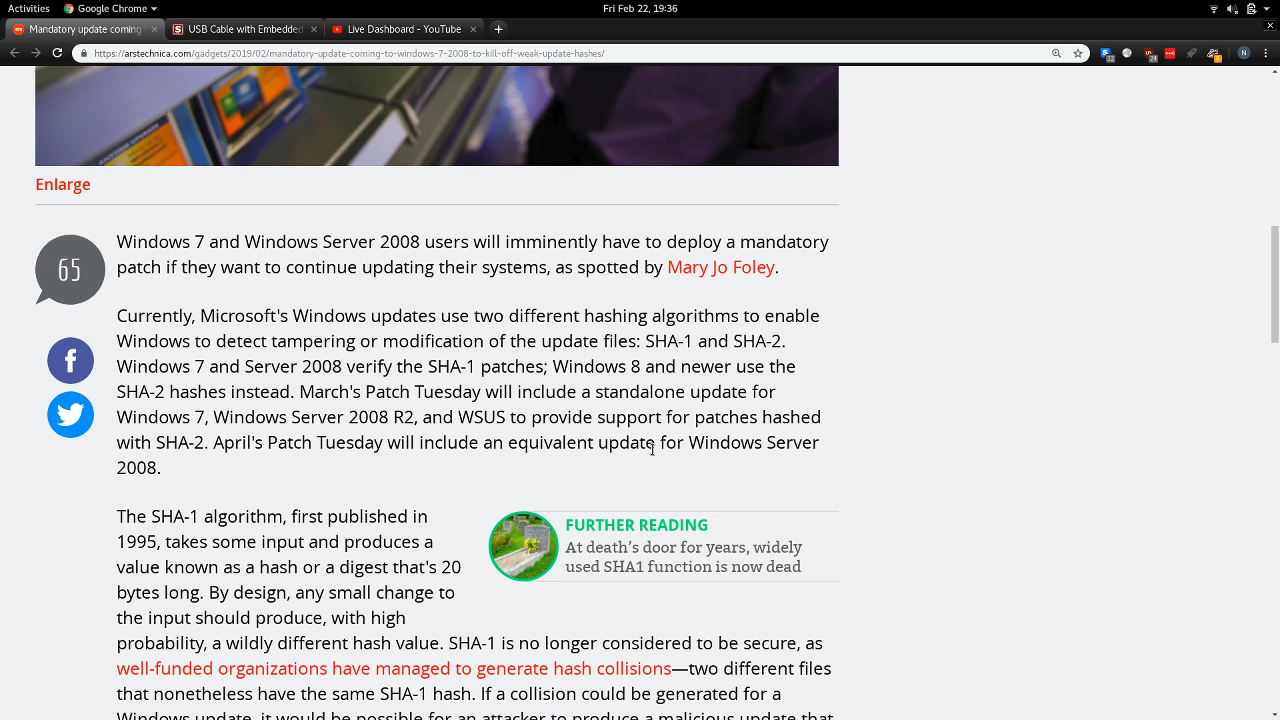 Activities
Google Chrome
Fri Feb 22, 19:36
Mandatory update coming
USB Cable with Embedded
Live Dashboard - YouTube
https://arstechnica.com/gadgets/2019/02/mandatory-update-coming-to-windows-7-2008-to-kill-off-weak-update-hashes/
Enlarge
65
Windows 7 and Windows Server 2008 users will imminently have to deploy a mandatory
patch if they want to continue updating their systems, as spotted by Mary Jo Foley.
Currently, Microsoft's Windows updates use two different hashing algorithms to enable
Windows to detect tampering or modification of the update files: SHA-1 and SHA-2.
Windows 7 and Server 2008 verify the SHA-1 patches; Windows 8 and newer use the
SHA-2 hashes instead. March's Patch Tuesday will include a standalone update for
Windows 7, Windows Server 2008 R2, and WSUS to provide support for patches hashed
with SHA-2. April's Patch Tuesday will include an equivalent update for Windows Server
2008.
The SHA-1 algorithm, first published in
1995, takes some input and produces a
value known as a hash or a digest that's 20
bytes long. By design, any small change to
the input should produce, with high
FURTHER READING
At death's door for years, widely
used SHA1 function is now dead
probability, a wildly different hash value. SHA-1 is no longer considered to be secure, as
well-funded organizations have managed to generate hash collisions—two different files
that nonetheless have the same SHA-1 hash. If a collision could be generated for a
Windows update, it would be possible for an attacker to produce a malicious update that